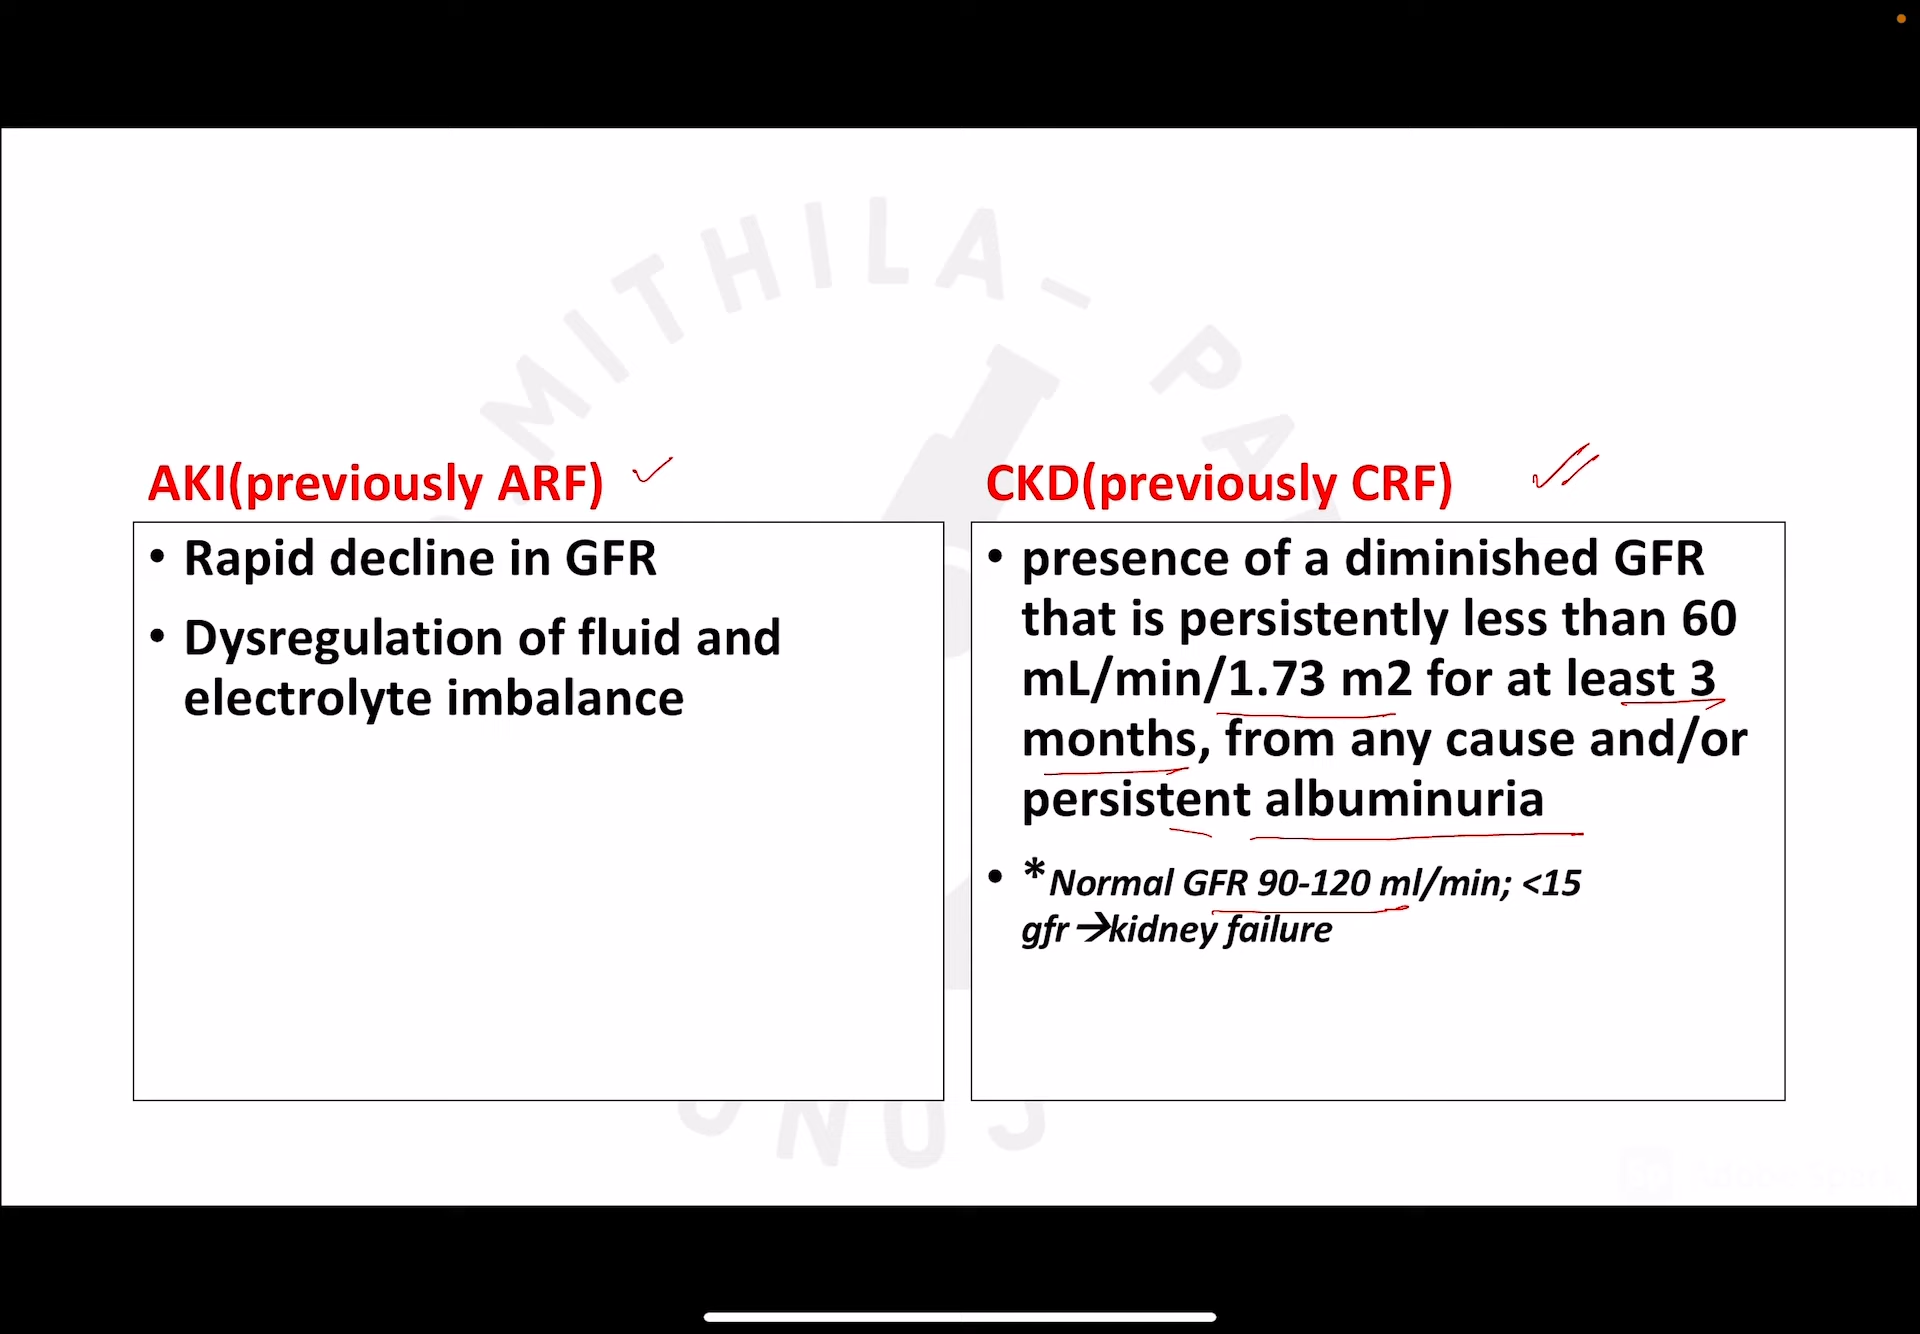 MITHILA- PAT
AKI(previously ARF)
• Rapid decline in GFR
• Dysregulation of fluid and
electrolyte imbalance
CKD(previously CRF)
• presence of a diminished GFR
that is persistently less than 60
mL/min/1.73 m2 for at least 3
months, from any cause and/or
persistent albuminuria
• *Normal GFR 90-120 ml/min; <15
gfr→kidney failure